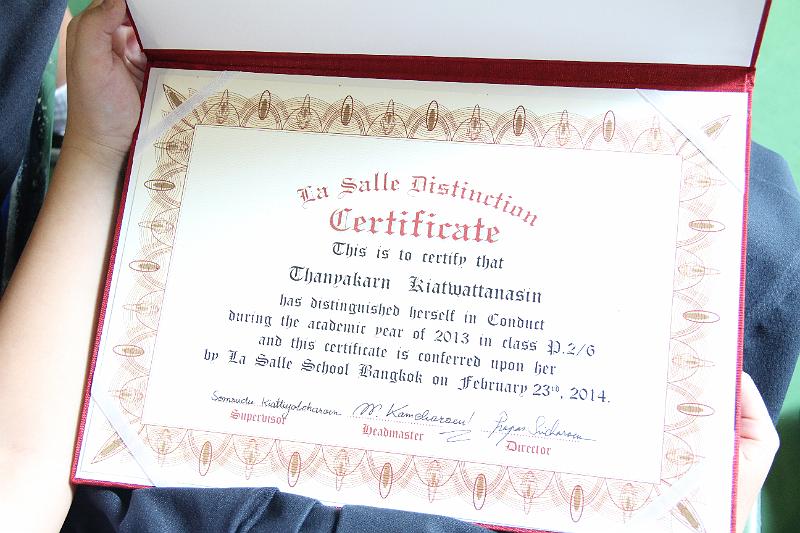 La Salle Distinction
Certificate
This is to certify that
Thanyakarn Kiatwattanasin
has distinguished herself in Conduct
during the academic year of 2013 in class P.2/6
and this certificate is conferred upon her
by La Salle School Bangkok on February 23rd, 2014.
Supervisor Headmaster Director